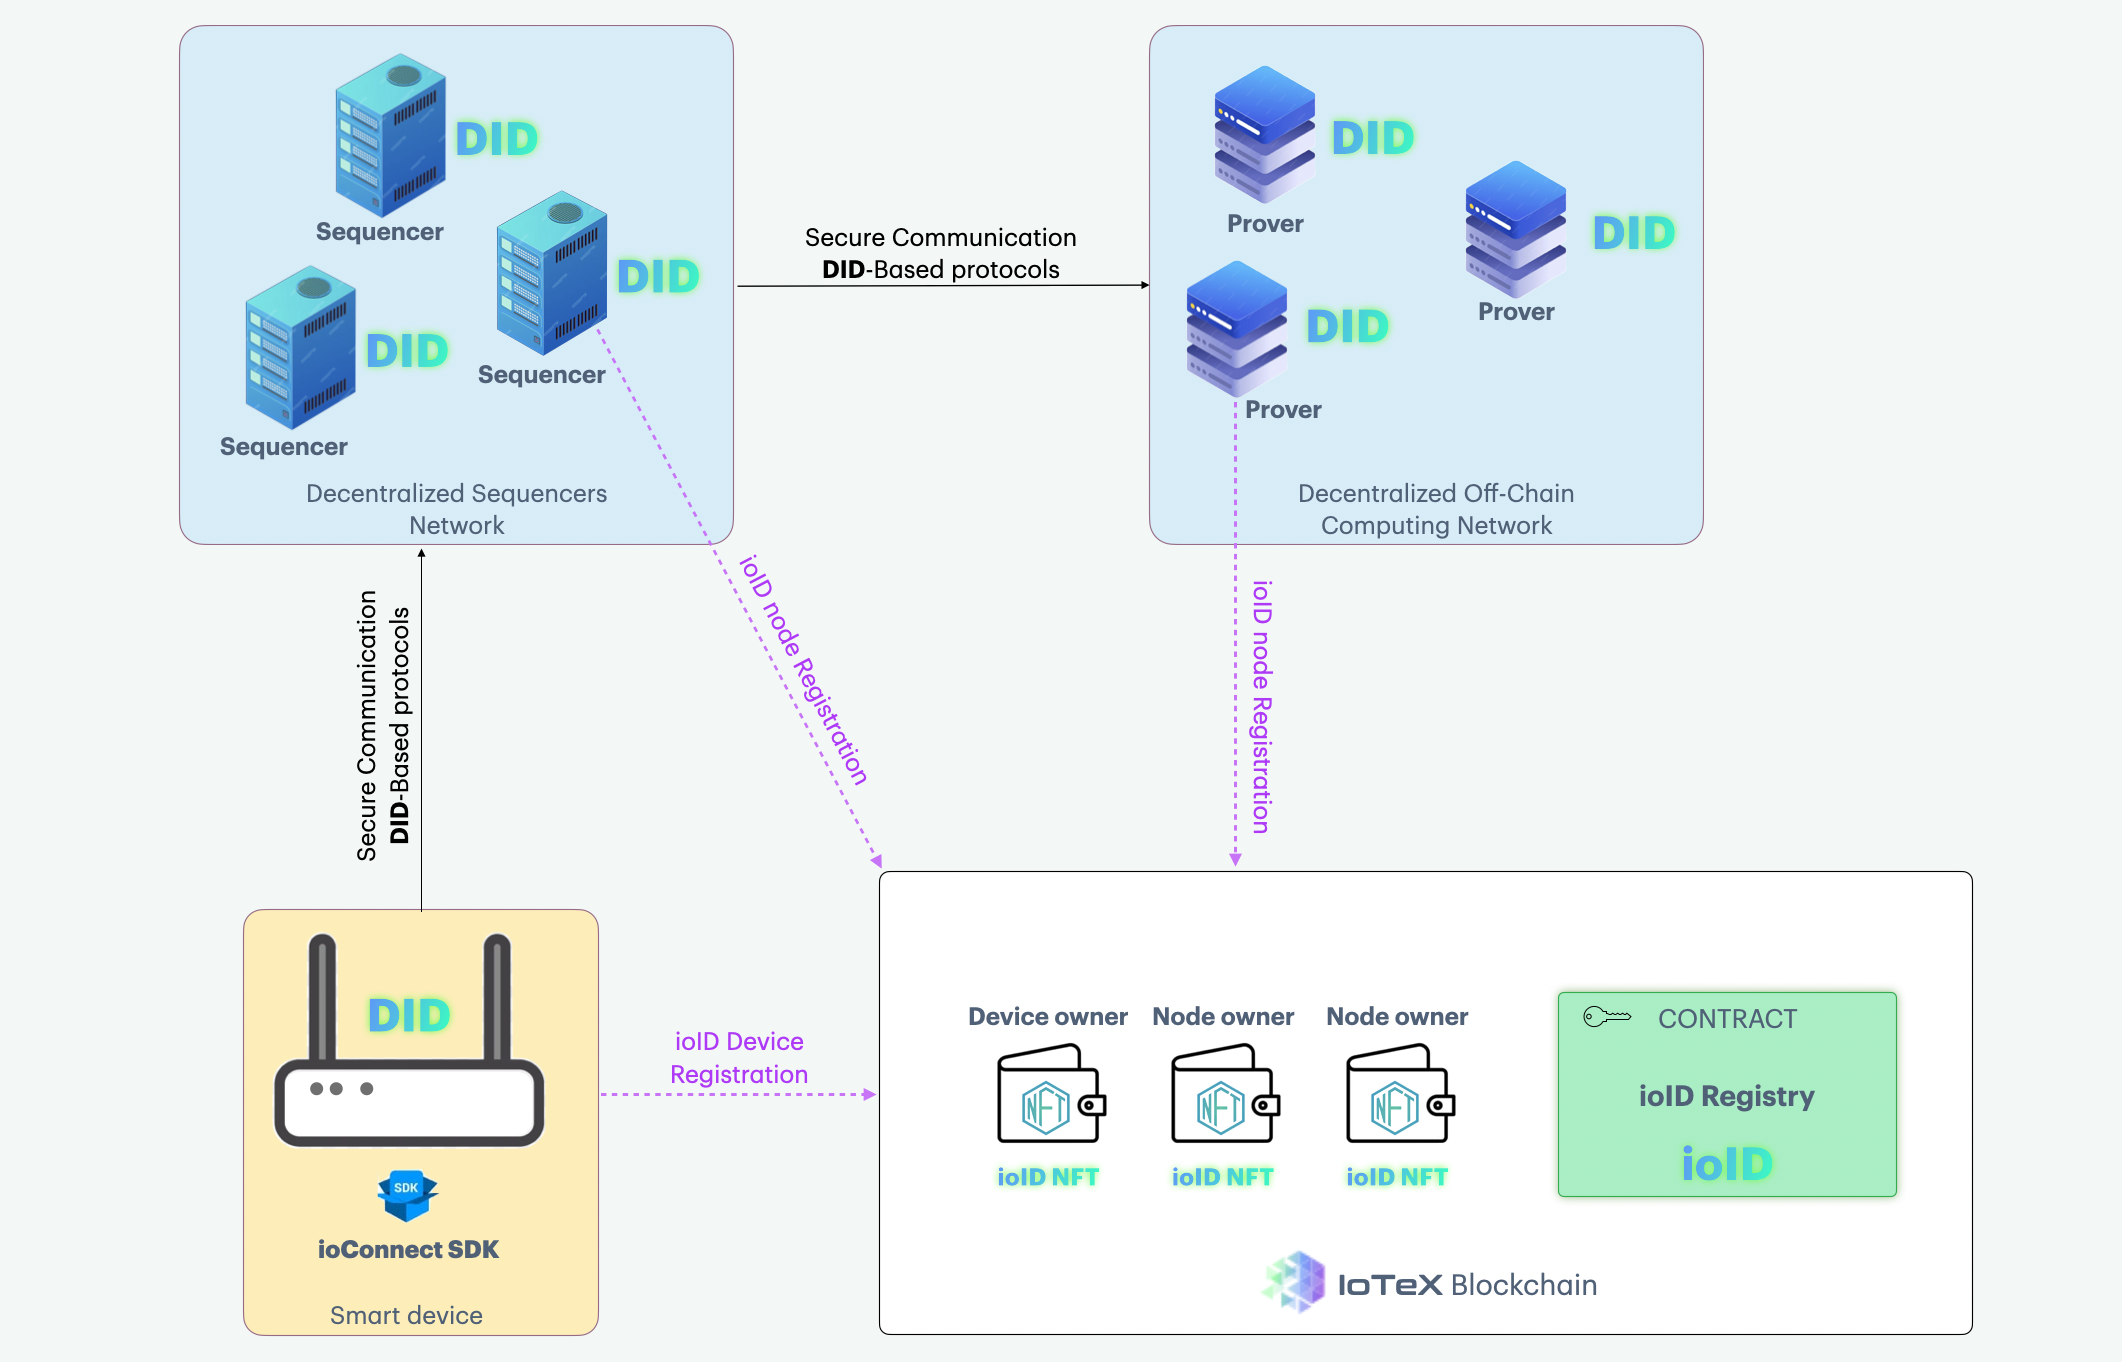 DID
Sequencer
DID
Sequencer
DID
Sequencer
Decentralized Sequencers
Network
Secure Communication
DID-Based protocols
DID
Prover
DID
Prover
DID
Prover
Decentralized Off-Chain
Computing Network
Secure Communication
DID-Based protocols
ioID node Registration
ioID node Registration
DID
SDK
ioConnect SDK
Smart device
ioID Device
Registration
Device owner
NFT
ioID NFT
Node owner
NFT
ioID NFT
Node owner
NFT
ioID NFT
CONTRACT
ioID Registry
ioID
IoTeX Blockchain